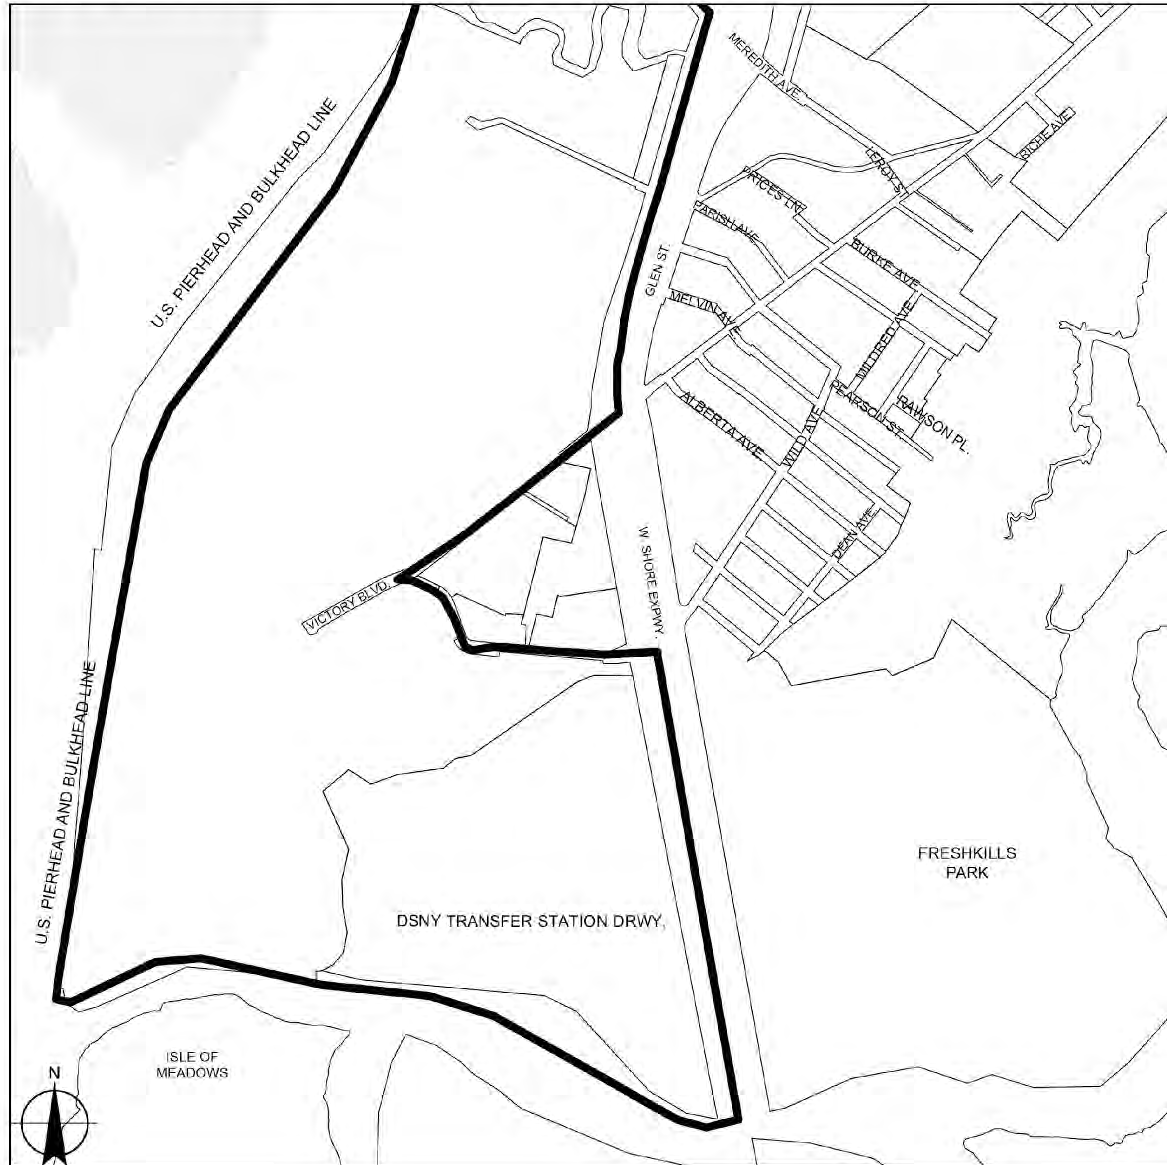 MEREDITH AVE.
RICHE AVE
LEROY ST
U.S. PIERHEAD AND BULKHEAD LINE
PRICES LN.
PARISH AVE
GLEN ST.
BURKE AVE
MELVIN AVE
MILDRED AVE
PEARSON ST.
RAWSON PL.
ALBERTA AVE
WILD AVE
DEAN AVE
W. SHORE EXPWY.
VICTORY BLVD.
U.S. PIERHEAD AND BULKHEAD LINE
FRESHKILLS
PARK
DSNY TRANSFER STATION DRWY.
ISLE OF
MEADOWS
N